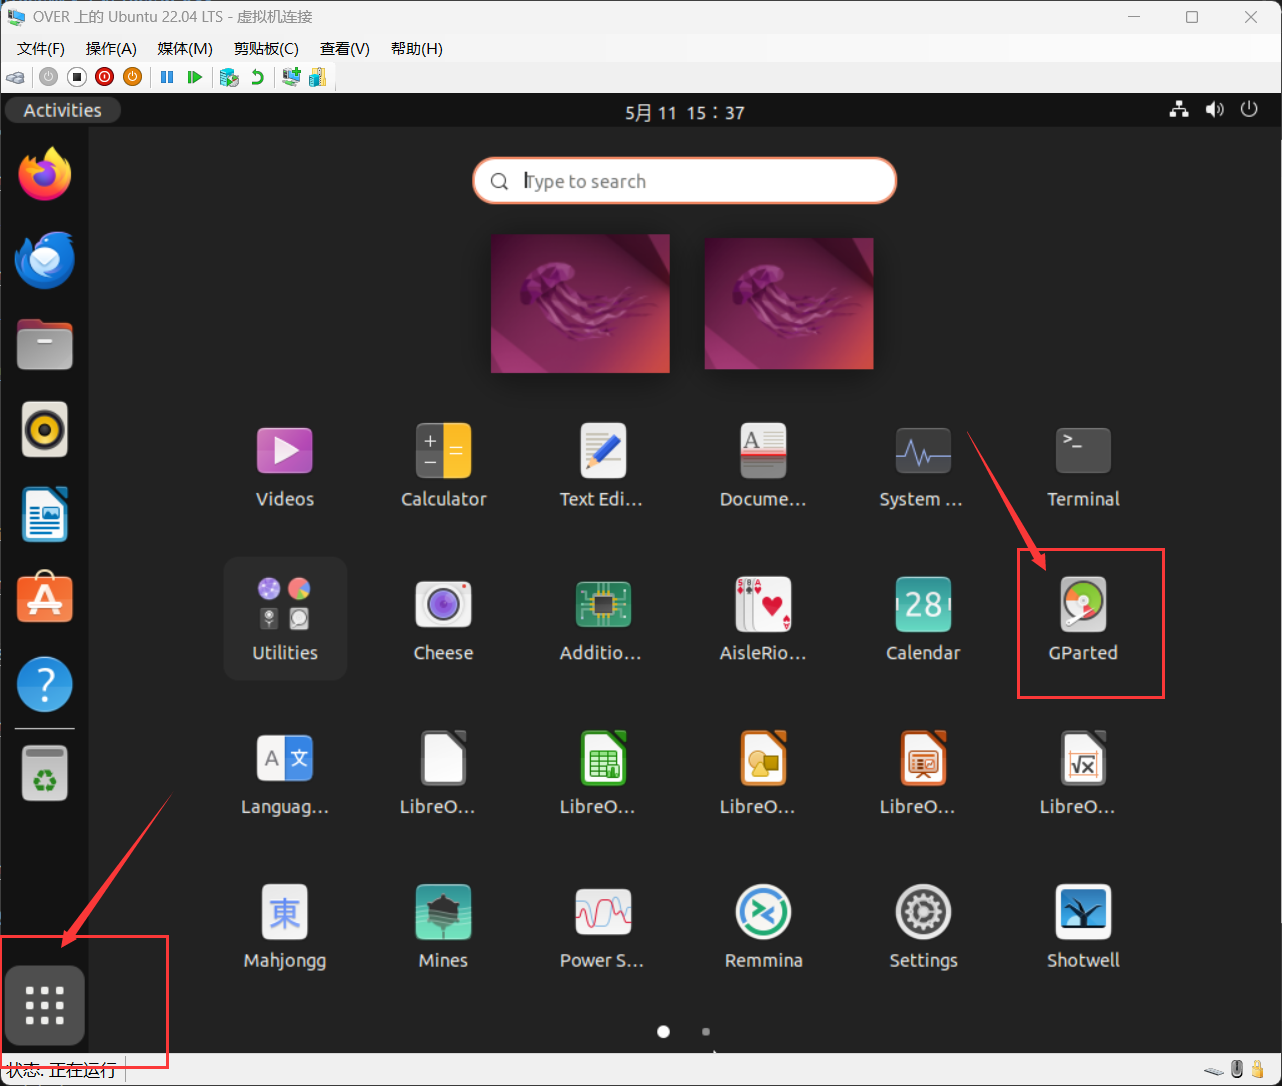 OVER 上的 Ubuntu 22.04 LTS - 虚拟机连接
文件(F) 操作(A) 媒体(M) 剪贴板(C) 查看(V) 帮助(H)
Activities
5月 11 15：37
Type to search
Videos
Calculator
Text Edi...
Docume...
System ...
Terminal
Utilities
Cheese
Additio...
AisleRio...
Calendar
28
GParted
Languag...
LibreO...
LibreO...
LibreO...
LibreO...
LibreO...
Mahjongg
Mines
Power S...
Remmina
Settings
Shotwell
状态: 正在运行